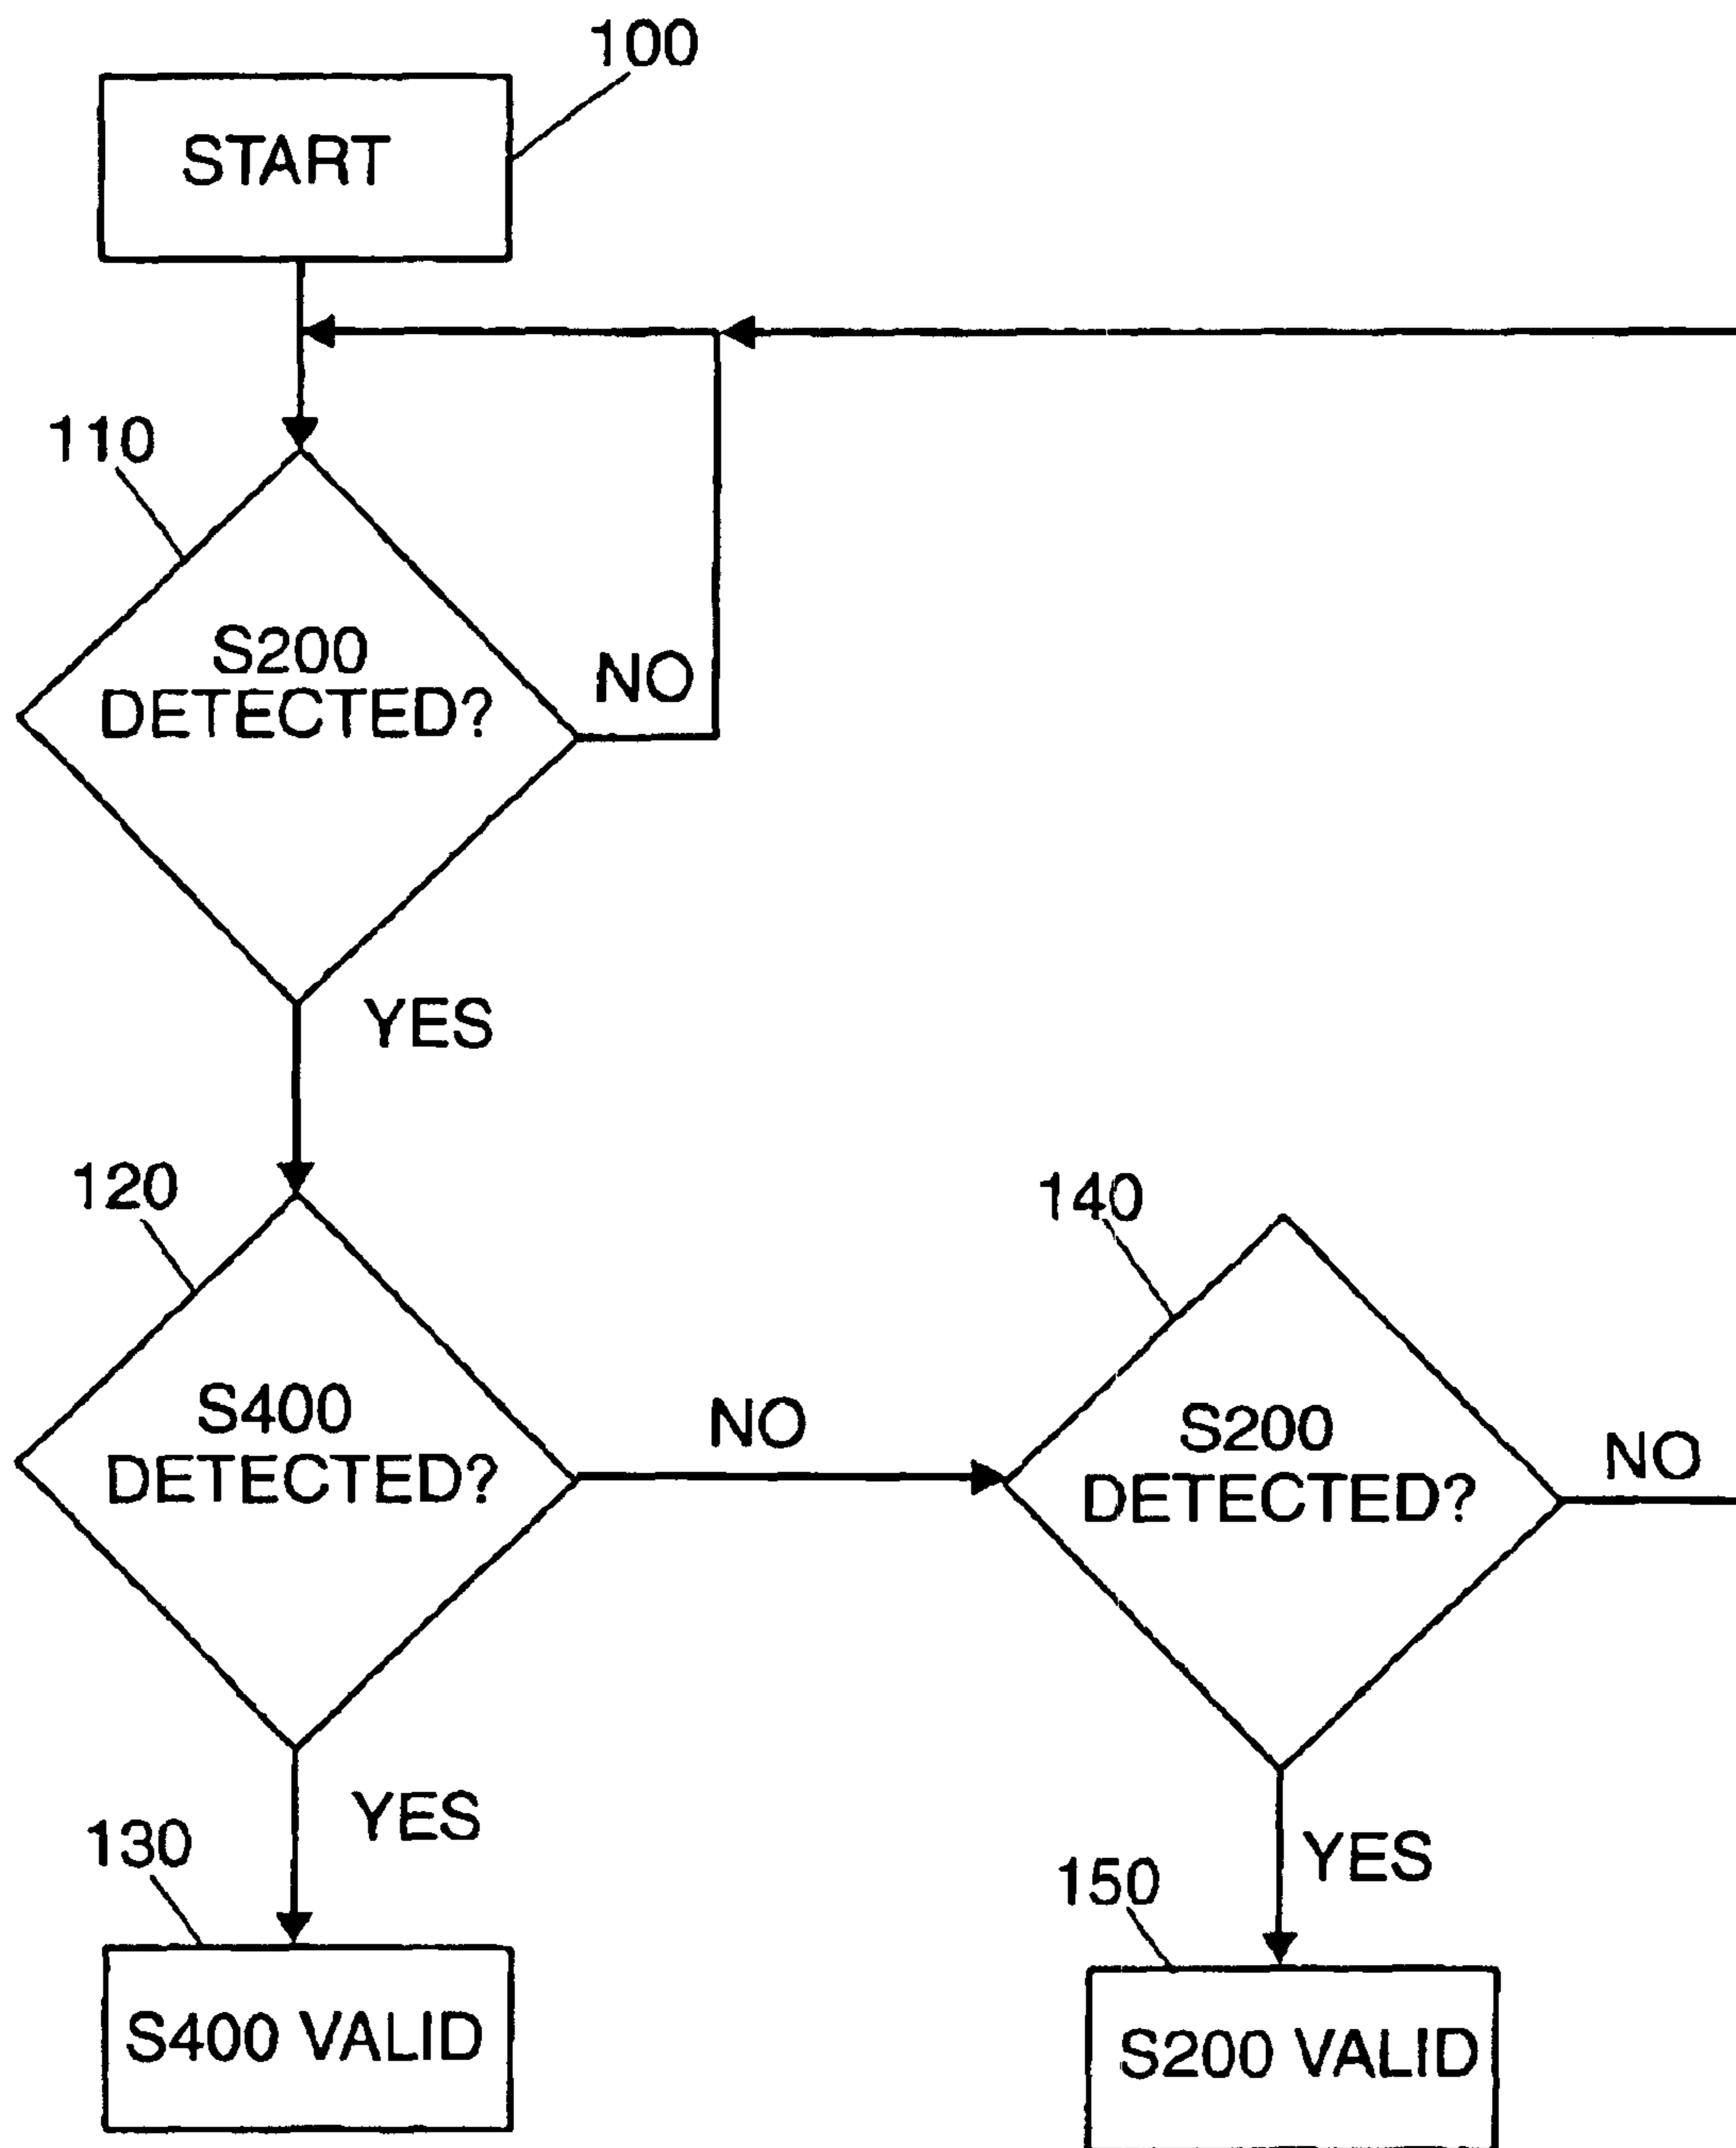 100
START
110
S200
DETECTED?
NO
YES
120
S400
DETECTED?
NO
140
S200
DETECTED?
NO
YES
130
S400 VALID
YES
150
S200 VALID